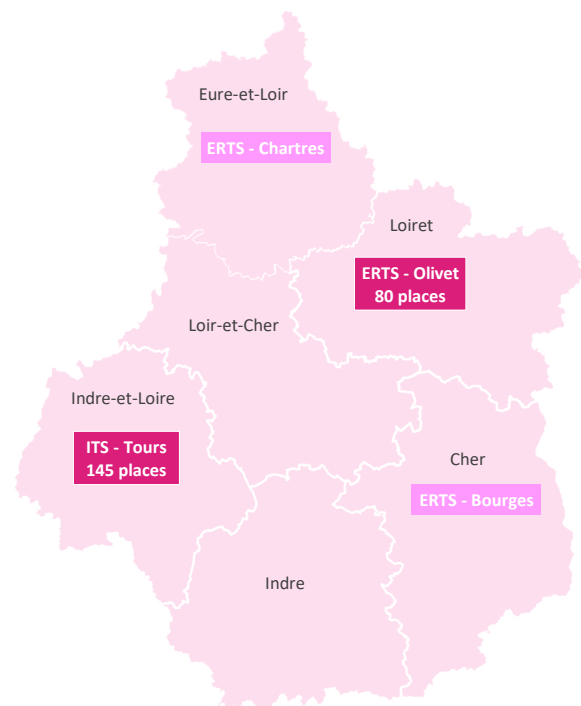 Eure-et-Loir
ERTS - Chartres
Loiret
ERTS - Olivet
80 places
Loir-et-Cher
Indre-et-Loire
ITS - Tours
145 places
Cher
ERTS - Bourges
Indre